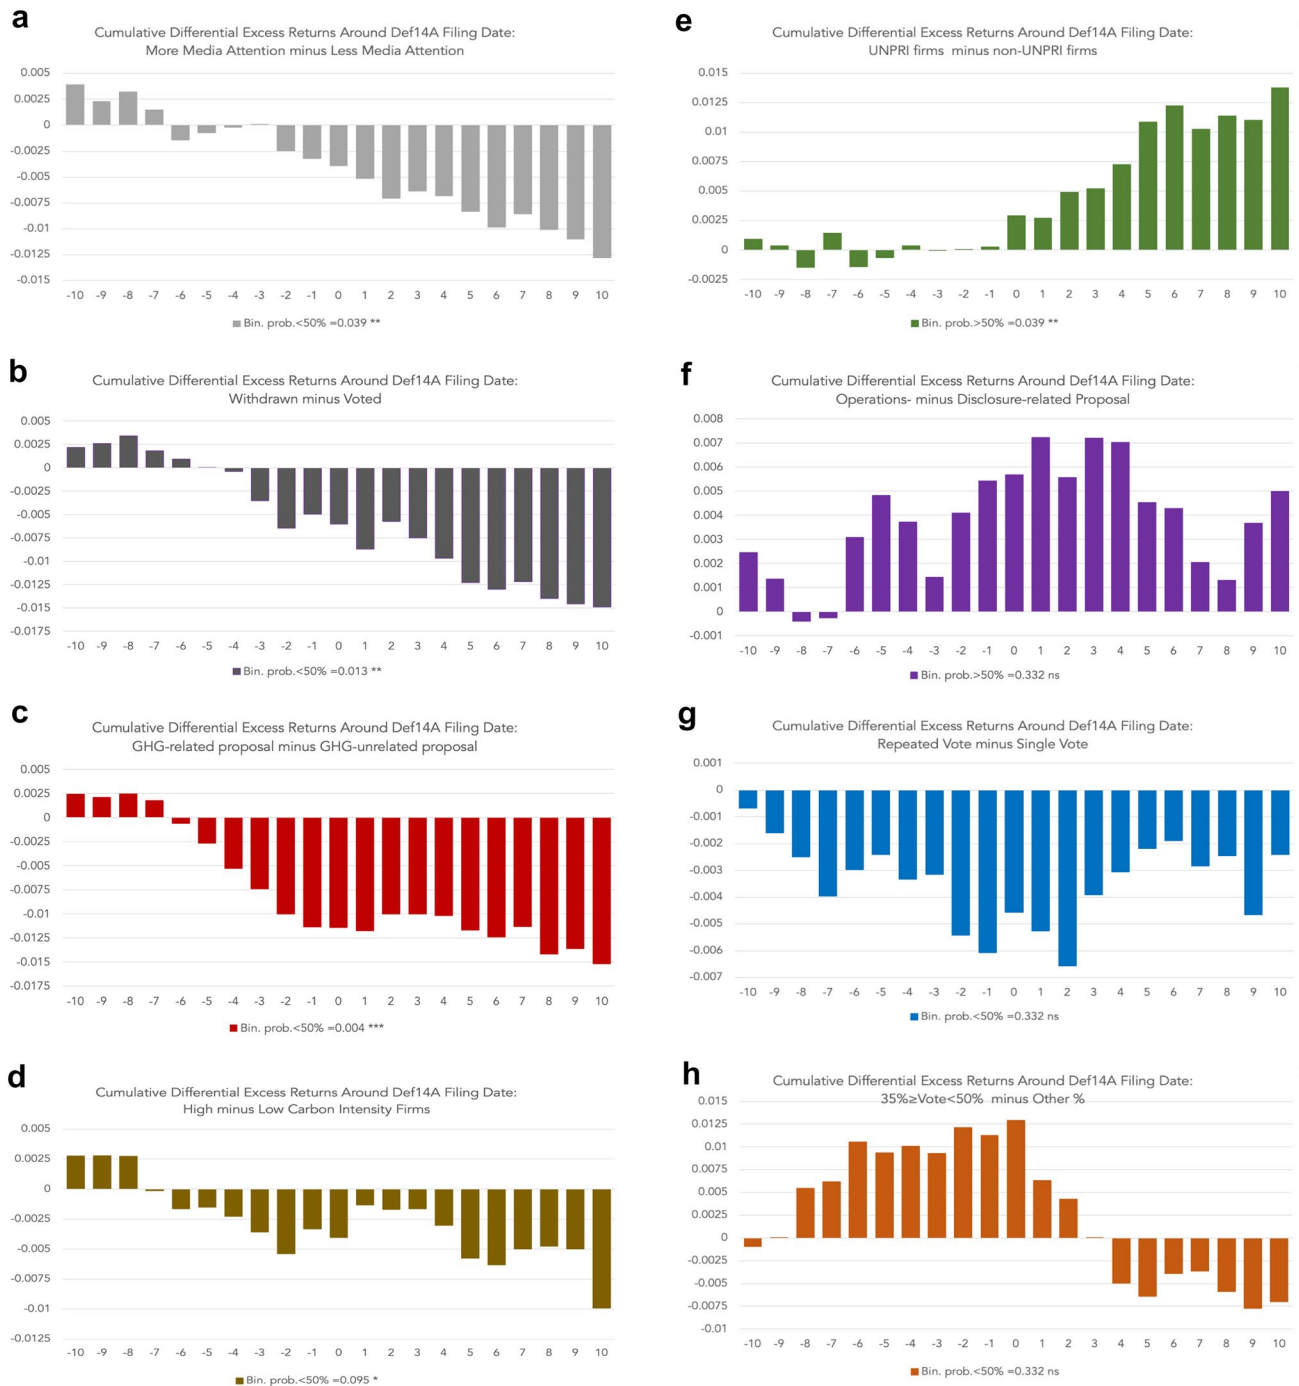 a
Cumulative Differential Excess Returns Around Def14A Filing Date:
More Media Attention minus Less Media Attention
0.005
0.0025
0
-0.0025
-0.005
-0.0075
-0.01
-0.0125
-0.015
-10 -9 -8 -7 -6 -5 -4 -3 -2 -1 0 1 2 3 4 5 6 7 8 9 10
Bin. prob.<50% =0.039 **
b
Cumulative Differential Excess Returns Around Def14A Filing Date:
Withdrawn minus Voted
0.005
0.0025
0
-0.0025
-0.005
-0.0075
-0.01
-0.0125
-0.015
-0.0175
-10 -9 -8 -7 -6 -5 -4 -3 -2 -1 0 1 2 3 4 5 6 7 8 9 10
Bin. prob.<50% =0.013 **
c
Cumulative Differential Excess Returns Around Def14A Filing Date:
GHG-related proposal minus GHG-unrelated proposal
0.005
0.0025
0
-0.0025
-0.005
-0.0075
-0.01
-0.0125
-0.015
-0.0175
-10 -9 -8 -7 -6 -5 -4 -3 -2 -1 0 1 2 3 4 5 6 7 8 9 10
Bin. prob.<50% =0.004 ***
d
Cumulative Differential Excess Returns Around Def14A Filing Date:
High minus Low Carbon Intensity Firms
0.005
0.0025
0
-0.0025
-0.005
-0.0075
-0.01
-0.0125
-10 -9 -8 -7 -6 -5 -4 -3 -2 -1 0 1 2 3 4 5 6 7 8 9 10
Bin. prob.<50% =0.095 *
e
Cumulative Differential Excess Returns Around Def14A Filing Date:
UNPRI firms minus non-UNPRI firms
0.015
0.0125
0.01
0.0075
0.005
0.0025
0
-0.0025
-10 -9 -8 -7 -6 -5 -4 -3 -2 -1 0 1 2 3 4 5 6 7 8 9 10
Bin. prob.>50% =0.039 **
f
Cumulative Differential Excess Returns Around Def14A Filing Date:
Operations- minus Disclosure-related Proposal
0.008
0.007
0.006
0.005
0.004
0.003
0.002
0.001
0
-0.001
-10 -9 -8 -7 -6 -5 -4 -3 -2 -1 0 1 2 3 4 5 6 7 8 9 10
Bin. prob.>50% =0.332 ns
g
Cumulative Differential Excess Returns Around Def14A Filing Date:
Repeated Vote minus Single Vote
0.001
0
-0.001
-0.002
-0.003
-0.004
-0.005
-0.006
-0.007
-10 -9 -8 -7 -6 -5 -4 -3 -2 -1 0 1 2 3 4 5 6 7 8 9 10
Bin. prob.<50% =0.332 ns
h
Cumulative Differential Excess Returns Around Def14A Filing Date:
35%≥Vote<50% minus Other %
0.015
0.0125
0.01
0.0075
0.005
0.0025
0
-0.0025
-0.005
-0.0075
-0.01
-10 -9 -8 -7 -6 -5 -4 -3 -2 -1 0 1 2 3 4 5 6 7 8 9 10
Bin. prob.<50% =0.332 ns